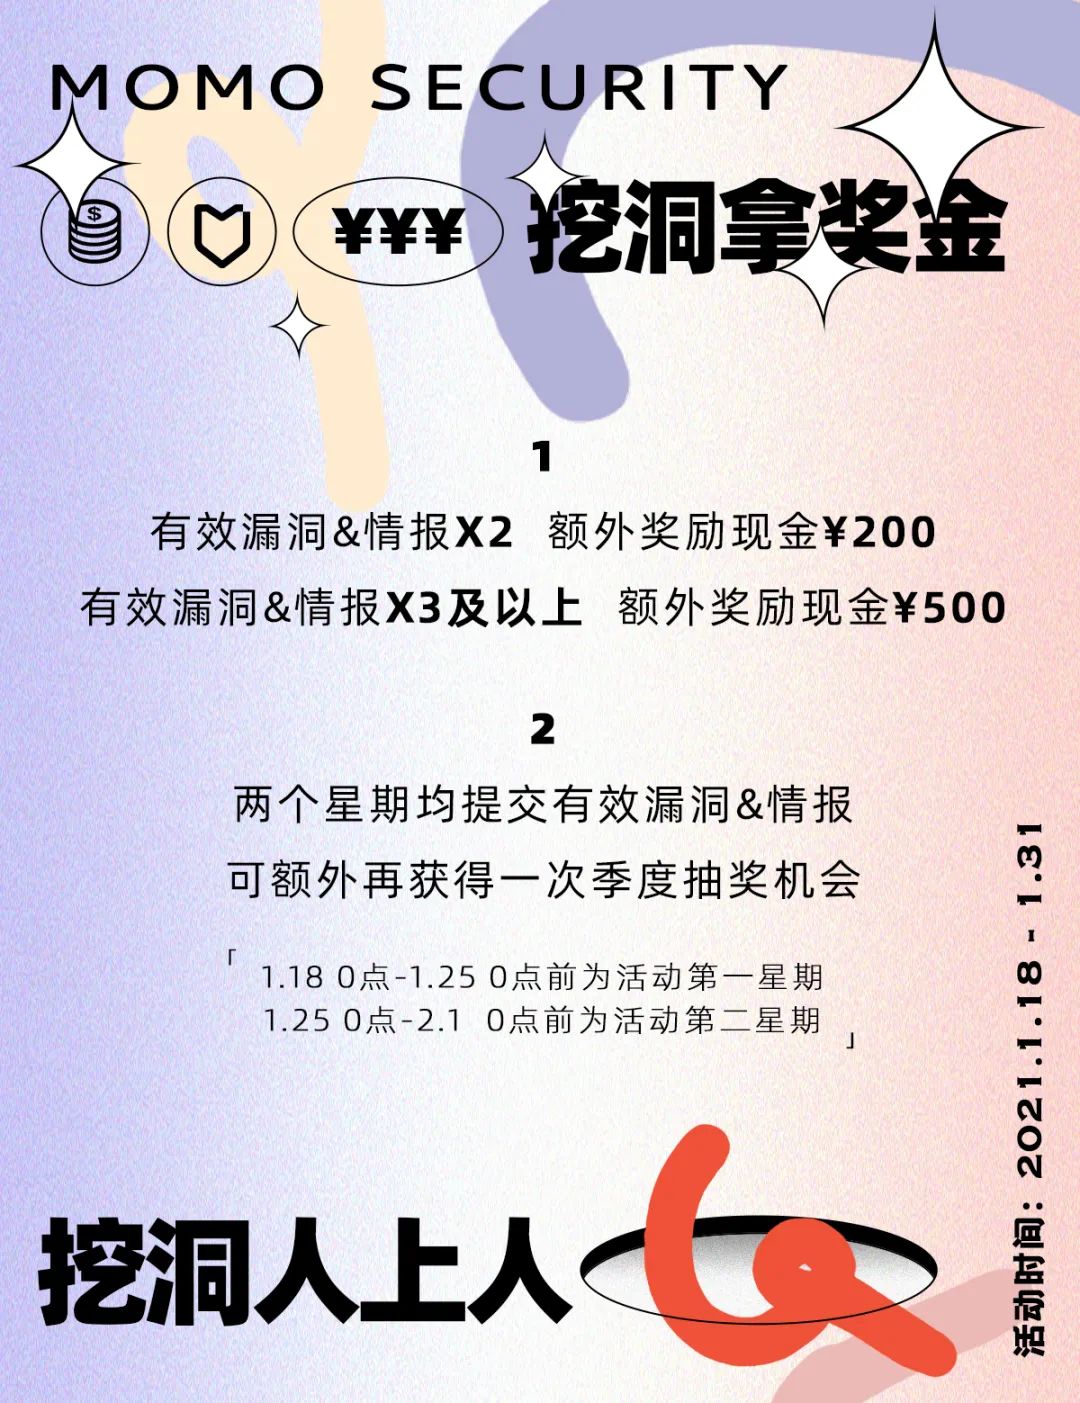 MOMO SECURITY
$
¥¥¥ 挖洞拿奖金
1
有效漏洞&情报X2 额外奖励现金¥200
有效漏洞&情报X3及以上 额外奖励现金¥500
2
两个星期均提交有效漏洞&情报
可额外再获得一次季度抽奖机会
「 1.18 0点-1.25 0点前为活动第一星期
1.25 0点-2.1 0点前为活动第二星期 」
活动时间：2021.1.18 - 1.31
挖洞人上人